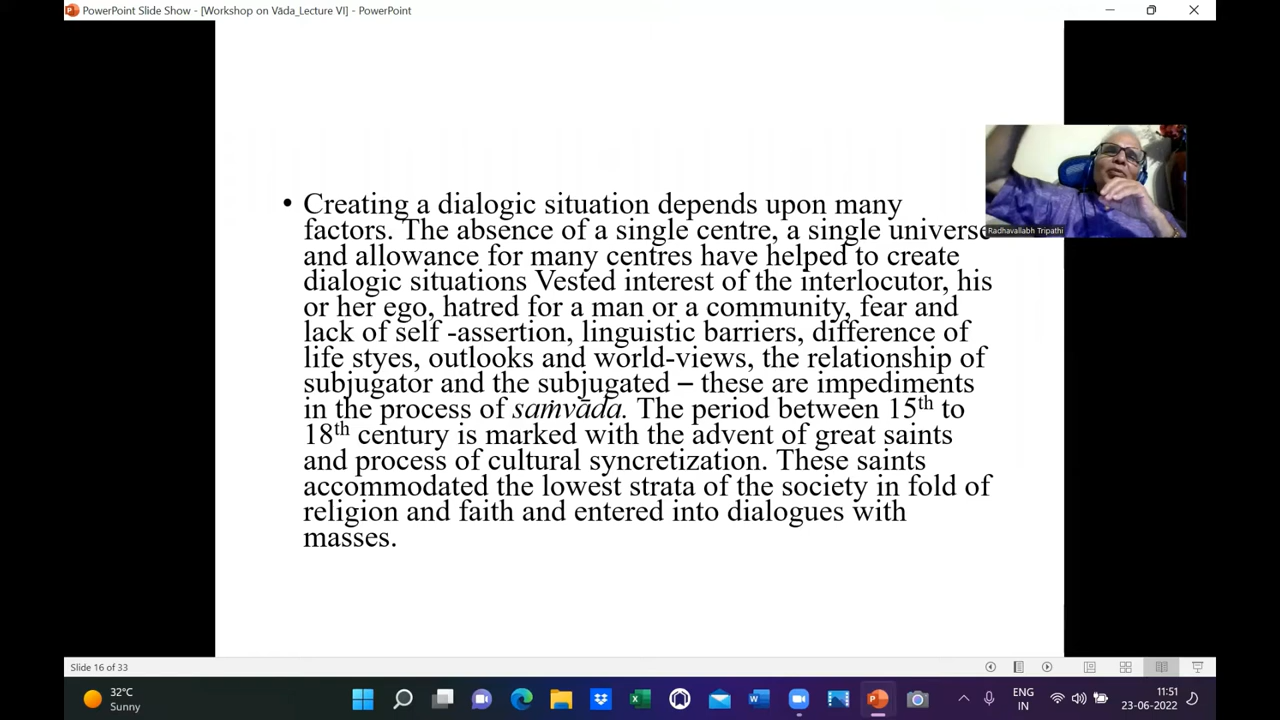 PowerPoint Slide Show - [Workshop on Vāda_Lecture VI] - PowerPoint
• Creating a dialogic situation depends upon many
factors. The absence of a single centre, a single universe
and allowance for many centres have helped to create
dialogic situations Vested interest of the interlocutor, his
or her ego, hatred for a man or a community, fear and
lack of self -assertion, linguistic barriers, difference of
life styes, outlooks and world-views, the relationship of
subjugator and the subjugated – these are impediments
in the process of saṁvāda. The period between 15th to
18th century is marked with the advent of great saints
and process of cultural syncretization. These saints
accommodated the lowest strata of the society in fold of
religion and faith and entered into dialogues with
masses.
Radhavallabh Tripathi
Slide 16 of 33
32°C
Sunny
ENG
IN
11:51
23-06-2022